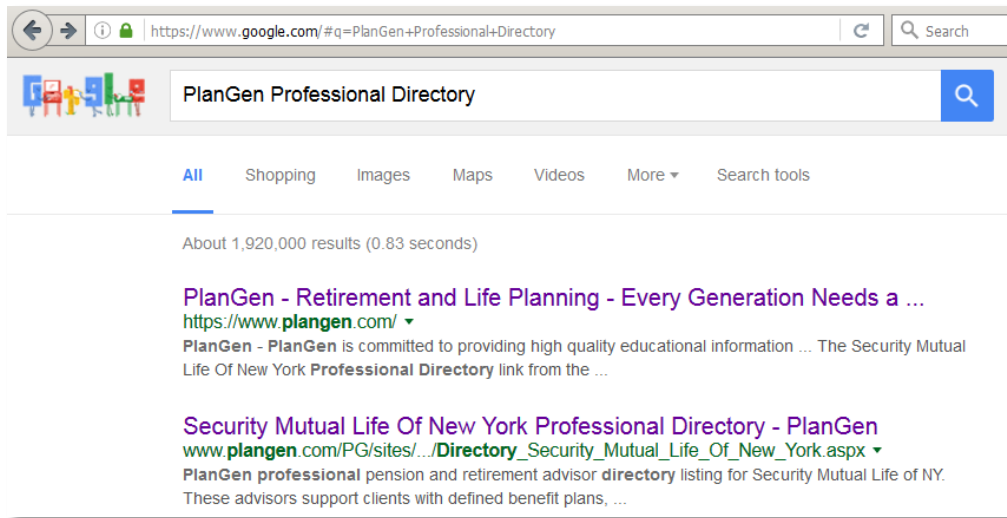 https://www.google.com/#q=PlanGen+Professional+Directory
Search
Google
PlanGen Professional Directory
All Shopping Images Maps Videos More Search tools
About 1,920,000 results (0.83 seconds)
PlanGen - Retirement and Life Planning - Every Generation Needs a ...
https://www.plangen.com/
PlanGen - PlanGen is committed to providing high quality educational information ... The Security Mutual
Life Of New York Professional Directory link from the ...
Security Mutual Life Of New York Professional Directory - PlanGen
www.plangen.com/PG/sites/.../Directory_Security_Mutual_Life_Of_New_York.aspx
PlanGen professional pension and retirement advisor directory listing for Security Mutual Life of NY.
These advisors support clients with defined benefit plans, ...